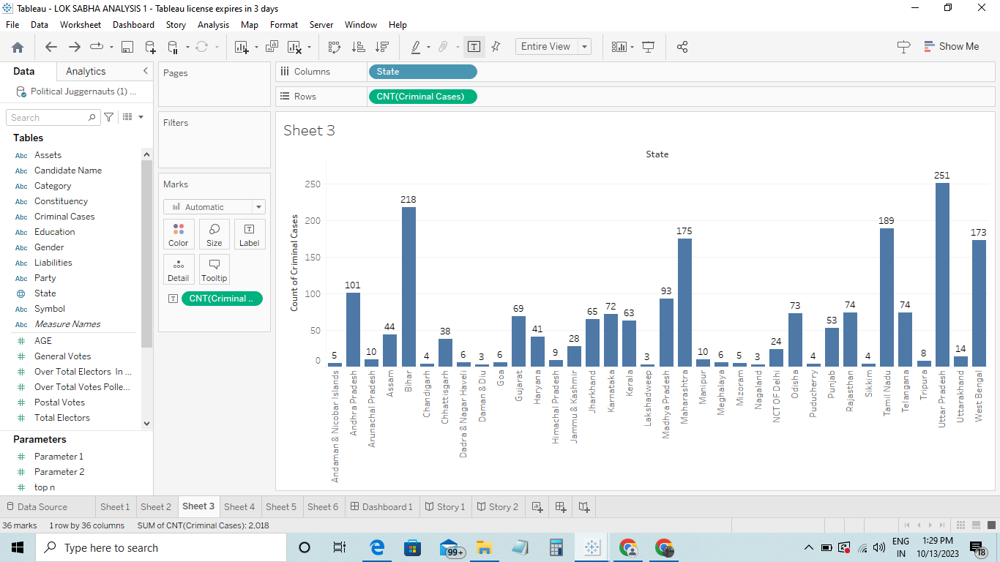 Tableau - LOK SABHA ANALYSIS 1 - Tableau license expires in 3 days
File Data Worksheet Dashboard Story Analysis Map Format Server Window Help
Entire View
Show Me
Data Analytics
Political Juggernauts (1) ...
Search
Tables
Abc Assets
Abc Candidate Name
Abc Category
Abc Constituency
Abc Criminal Cases
Abc Education
Abc Gender
Abc Liabilities
Abc Party
State
Abc Symbol
Abc Measure Names
# AGE
# General Votes
# Over Total Electors In ...
# Over Total Votes Polle...
# Postal Votes
# Total Electors
Parameters
# Parameter 1
# Parameter 2
# top n
Pages
Filters
Marks
Automatic
Color Size Label
Detail Tooltip
CNT(Criminal ..
Columns State
Rows CNT(Criminal Cases)
Sheet 3
State
Count of Criminal Cases
250
200
150
100
50
0
5 101 10 44 218 4 38 6 3 6 69 41 9 28 65 72 63 3 93 175 10 6 5 3 24 73 4 53 74 4 189 74 8 251 14 173
Andaman & Nicobar Islands
Andhra Pradesh
Arunachal Pradesh
Assam
Bihar
Chandigarh
Chhattisgarh
Dadra & Nagar Haveli
Daman & Diu
Goa
Gujarat
Haryana
Himachal Pradesh
Jammu & Kashmir
Jharkhand
Karnataka
Kerala
Lakshadweep
Madhya Pradesh
Maharashtra
Manipur
Meghalaya
Mizoram
Nagaland
NCT OF Delhi
Odisha
Puducherry
Punjab
Rajasthan
Sikkim
Tamil Nadu
Telangana
Tripura
Uttar Pradesh
Uttarakhand
West Bengal
Data Source Sheet 1 Sheet 2 Sheet 3 Sheet 4 Sheet 5 Sheet 6 Dashboard 1 Story 1 Story 2
36 marks 1 row by 36 columns SUM of CNT(Criminal Cases): 2,018
Type here to search
99+
ENG
IN
1:29 PM
10/13/2023
18